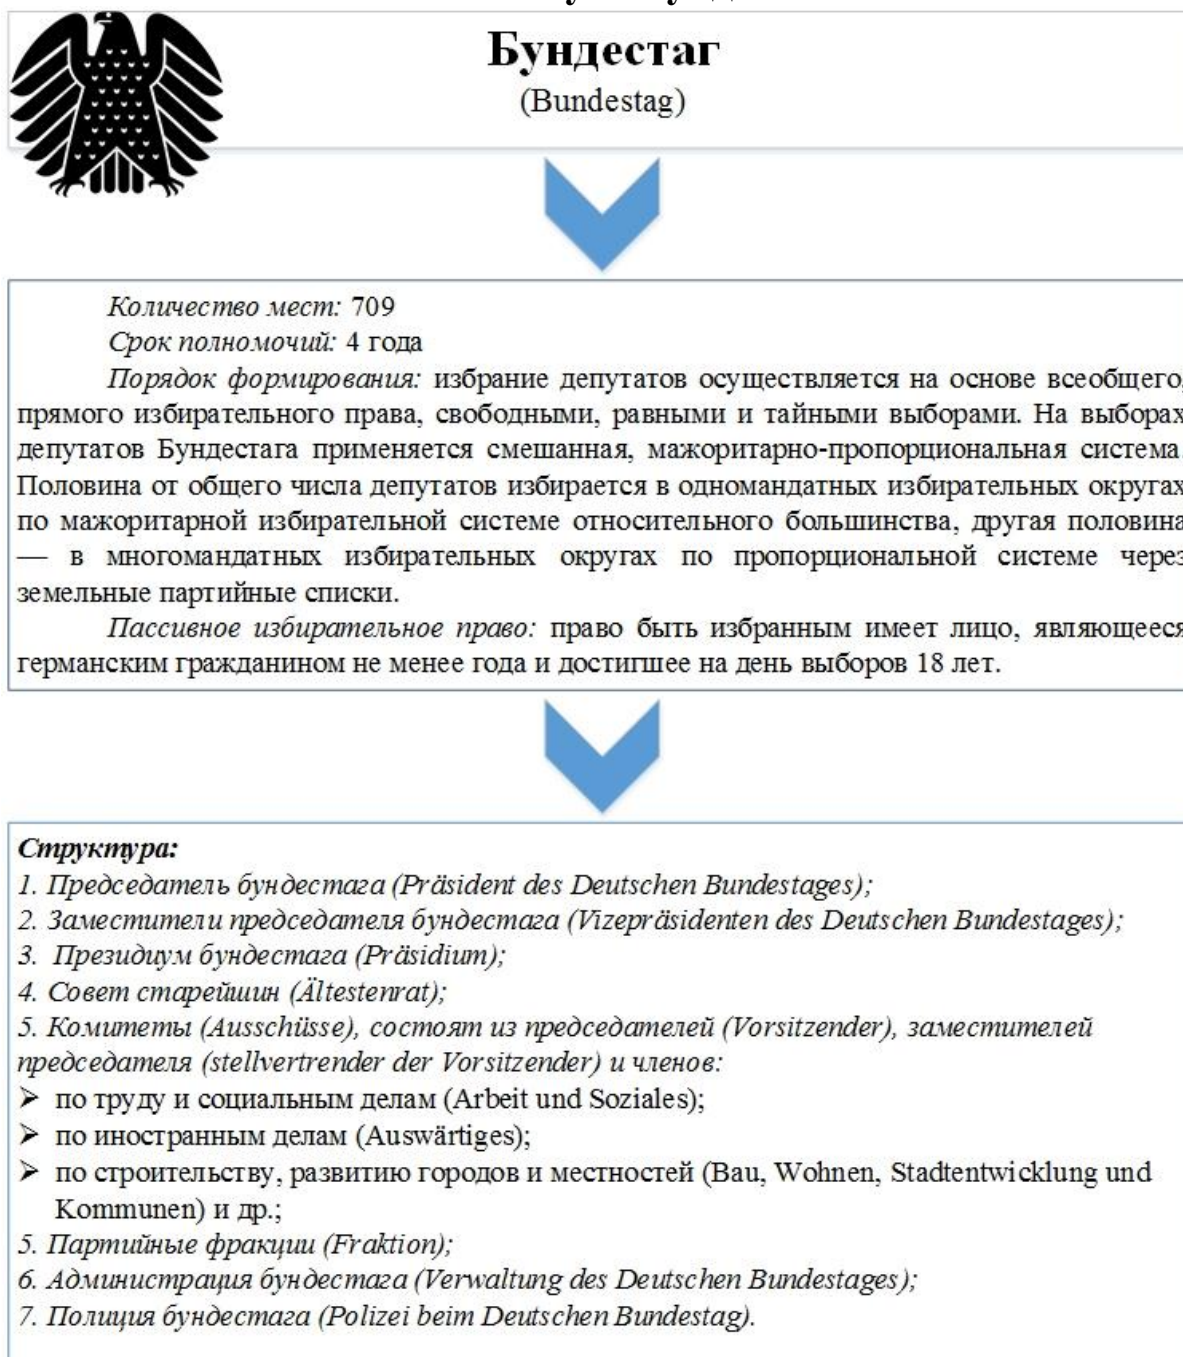 Бундестаг
(Bundestag)
Количество мест: 709
Срок полномочий: 4 года
Порядок формирования: избрание депутатов осуществляется на основе всеобщего,
прямого избирательного права, свободными, равными и тайными выборами. На выборах
депутатов Бундестага применяется смешанная, мажоритарно-пропорциональная система.
Половина от общего числа депутатов избирается в одномандатных избирательных округах
по мажоритарной избирательной системе относительного большинства, другая половина
— в многомандатных избирательных округах по пропорциональной системе через
земельные партийные списки.
Пассивное избирательное право: право быть избранным имеет лицо, являющееся
германским гражданином не менее года и достигшее на день выборов 18 лет.
Структура:
1. Председатель бундестага (Präsident des Deutschen Bundestages);
2. Заместители председателя бундестага (Vizepräsidenten des Deutschen Bundestages);
3. Президиум бундестага (Präsidium);
4. Совет старейшин (Ältestenrat);
5. Комитеты (Ausschüsse), состоят из председателей (Vorsitzender), заместителей
председателя (stellvertrender der Vorsitzender) и членов:
➢ по труду и социальным делам (Arbeit und Soziales);
➢ по иностранным делам (Auswärtiges);
➢ по строительству, развитию городов и местностей (Bau, Wohnen, Stadtentwicklung und
Kommunen) и др.;
5. Партийные фракции (Fraktion);
6. Администрация бундестага (Verwaltung des Deutschen Bundestages);
7. Полиция бундестага (Polizei beim Deutschen Bundestag).